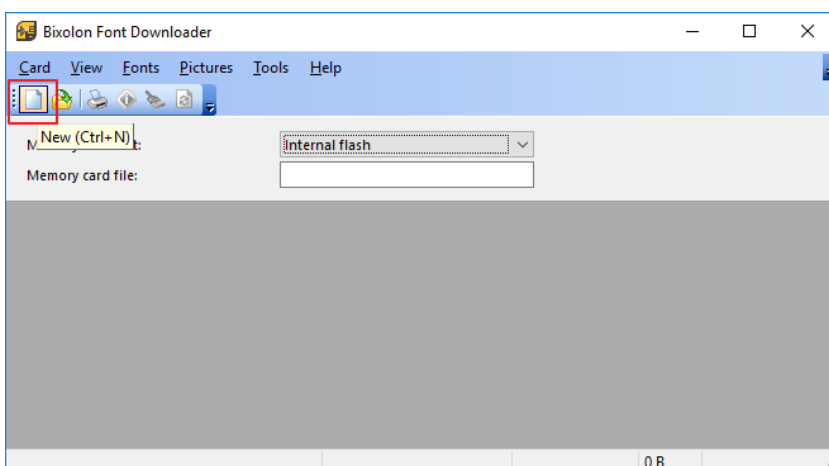 Bixolon Font Downloader
Card View Fonts Pictures Tools Help
New (Ctrl+N)
Internal flash
Memory card file:
0 B